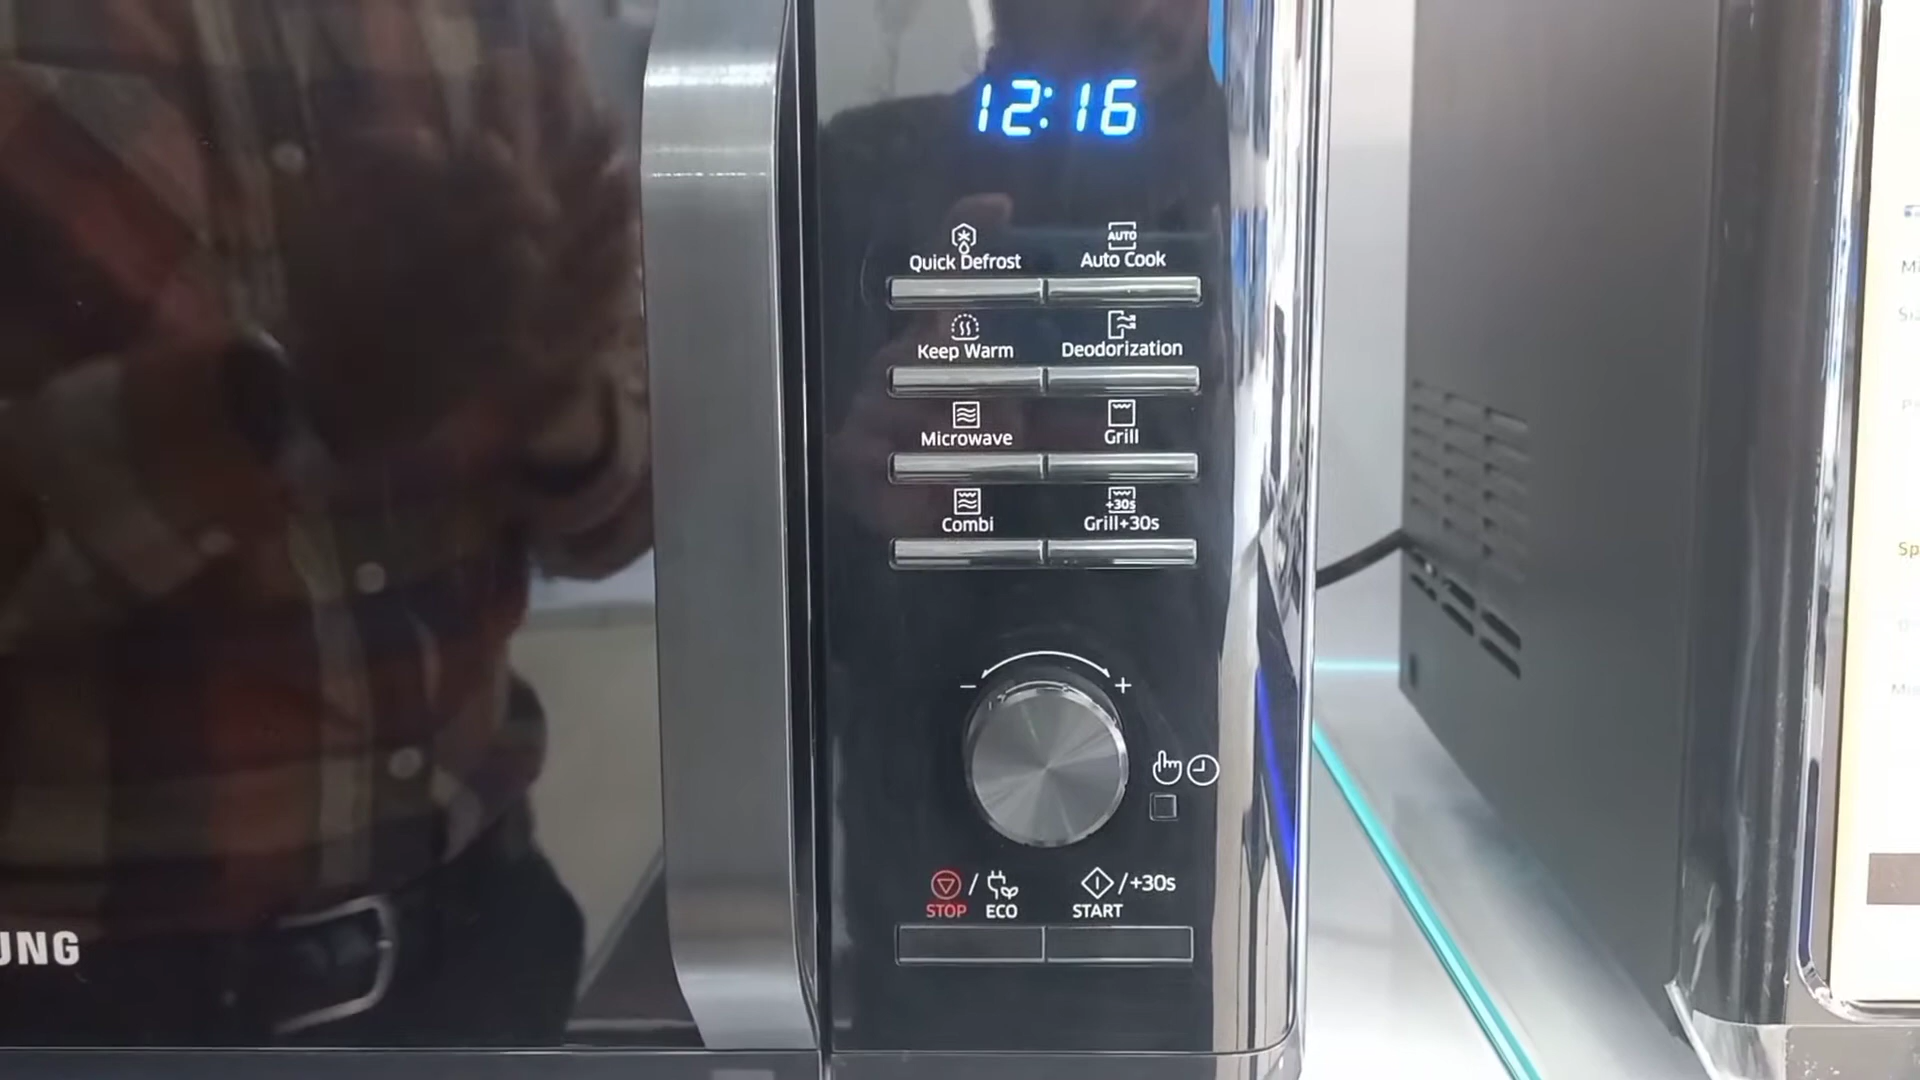 12:16
AUTO
Quick Defrost Auto Cook
Keep Warm Deodorization
Microwave Grill
+30s
Combi Grill+30s
− +
/ /+30s
STOP ECO START
UNG
Sp